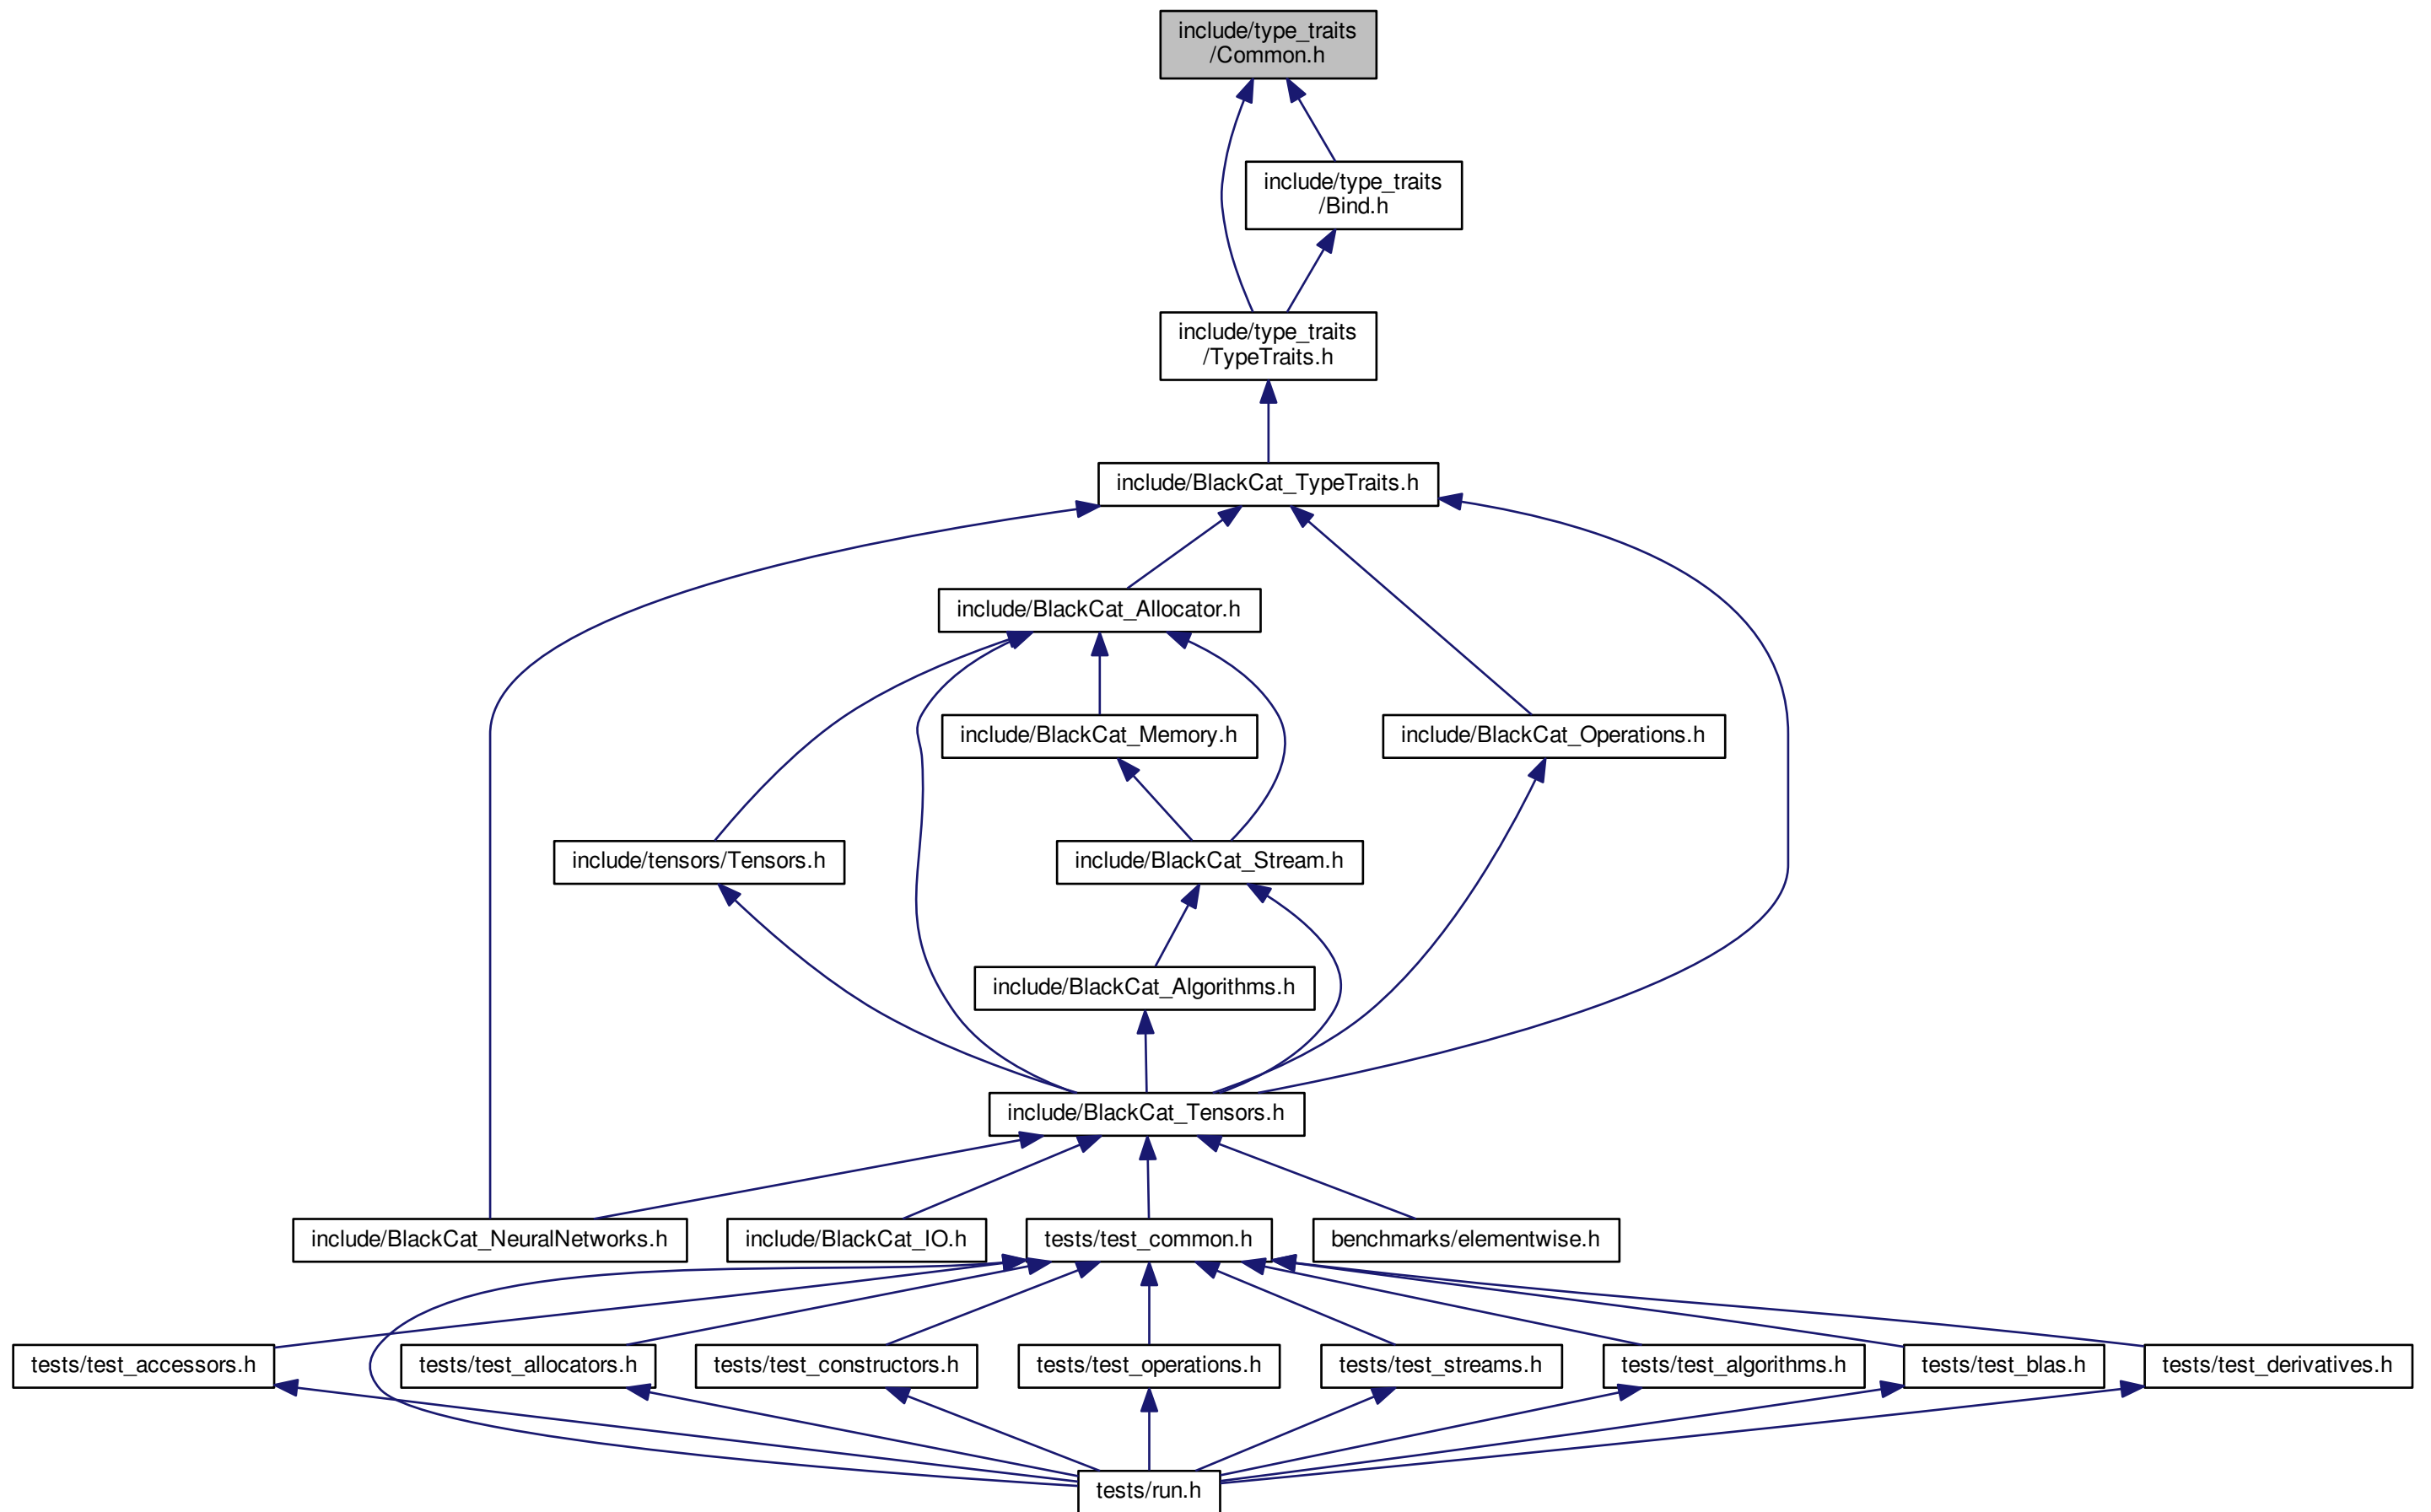 include/type_traits
/Common.h
include/type_traits
/Bind.h
include/type_traits
/TypeTraits.h
include/BlackCat_TypeTraits.h
include/BlackCat_Allocator.h
include/BlackCat_Memory.h
include/BlackCat_Operations.h
include/tensors/Tensors.h
include/BlackCat_Stream.h
include/BlackCat_Algorithms.h
include/BlackCat_Tensors.h
include/BlackCat_NeuralNetworks.h
include/BlackCat_IO.h
tests/test_common.h
benchmarks/elementwise.h
tests/test_accessors.h
tests/test_allocators.h
tests/test_constructors.h
tests/test_operations.h
tests/test_streams.h
tests/test_algorithms.h
tests/test_blas.h
tests/test_derivatives.h
tests/run.h